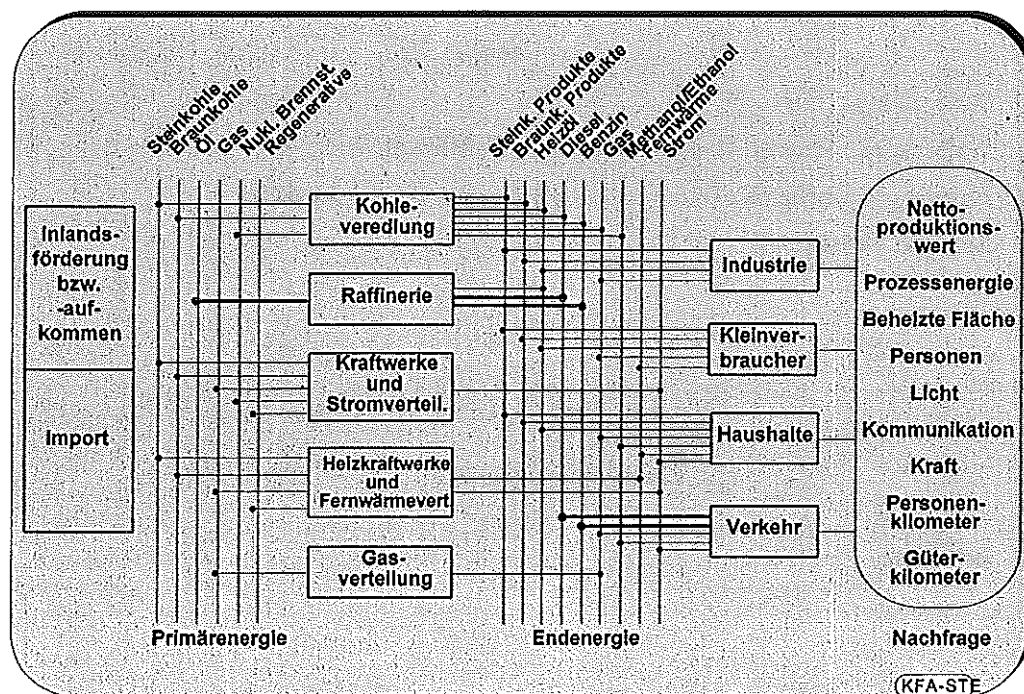 Steinkohle
Braunkohle
Öl
Gas
Nukl. Brennst.
Regenerative
Steink. Produkte
Braunk. Produkte
Heizöl
Diesel
Benzin
Gas
Methanol/Ethanol
Fernwärme
Strom
Inlands-
förderung
bzw.
-auf-
kommen
Import
Kohle-
veredlung
Raffinerie
Kraftwerke
und
Stromverteil.
Heizkraftwerke
und
Fernwärmevert.
Gas-
verteilung
Industrie
Kleinver-
braucher
Haushalte
Verkehr
Netto-
produktions-
wert
Prozessenergie
Beheizte Fläche
Personen
Licht
Kommunikation
Kraft
Personen-
kilometer
Güter-
kilometer
Primärenergie
Endenergie
Nachfrage
KFA-STE